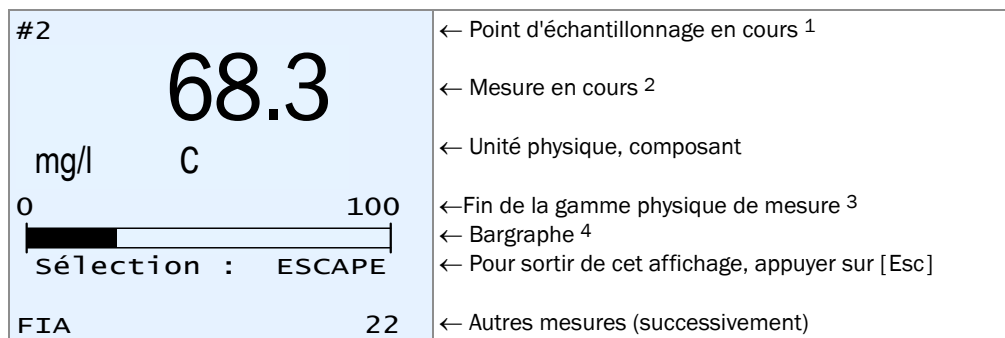 #2
← Point d'échantillonnage en cours 1
68.3
← Mesure en cours 2
mg/l C
← Unité physique, composant
0 100
←Fin de la gamme physique de mesure 3
← Bargraphe 4
Sélection : ESCAPE
← Pour sortir de cet affichage, appuyer sur [Esc]
FIA 22
← Autres mesures (successivement)